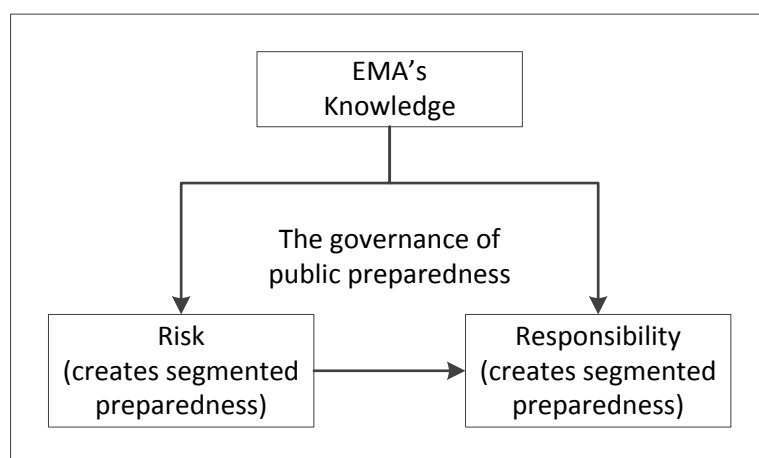 EMA's
Knowledge
The governance of
public preparedness
Risk
(creates segmented
preparedness)
Responsibility
(creates segmented
preparedness)